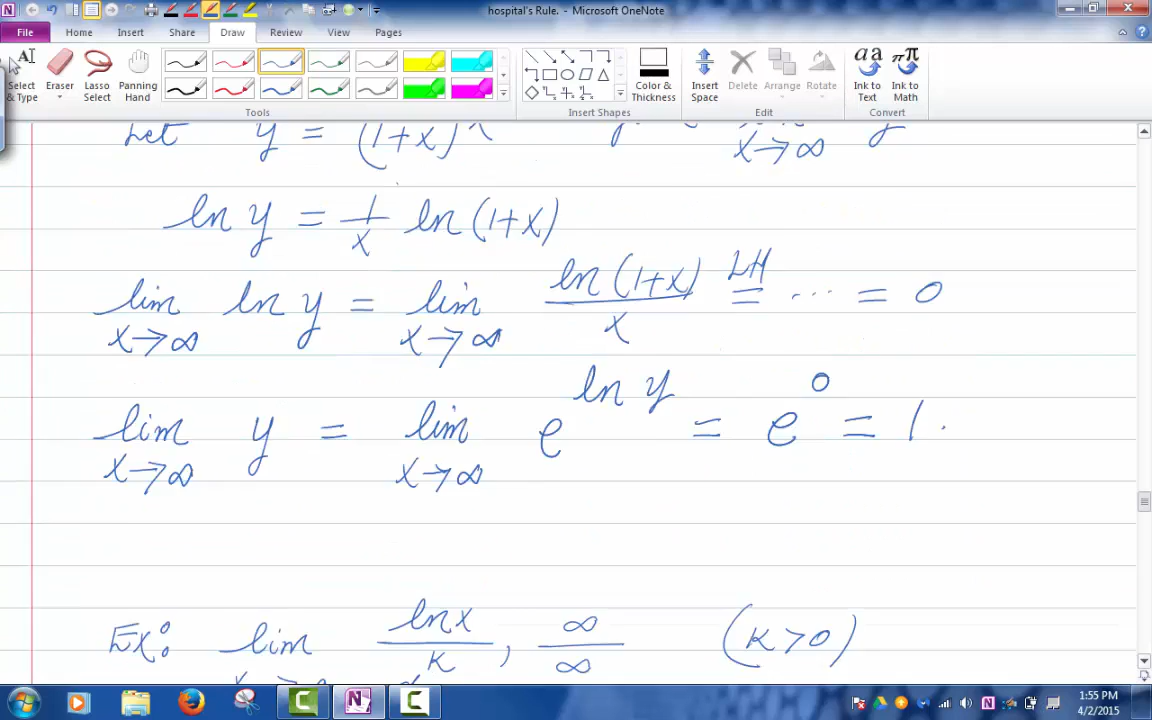 hospital's Rule. - Microsoft OneNote
File Home Insert Share Draw Review View Pages
Select & Type Eraser Lasso Select Panning Hand Color & Thickness Insert Space Delete Arrange Rotate Ink to Text Ink to Math
Tools Insert Shapes Edit Convert
Let y = (1+x) x→∞ y
ln y = 1/x ln (1+x)
lim x→∞ ln y = lim x→∞ ln (1+x)/x LH = ... = 0
lim x→∞ y = lim x→∞ e^ln y = e^0 = 1.
Ex: lim ln x / , ∞/∞ (K>0)
1:55 PM
4/2/2015